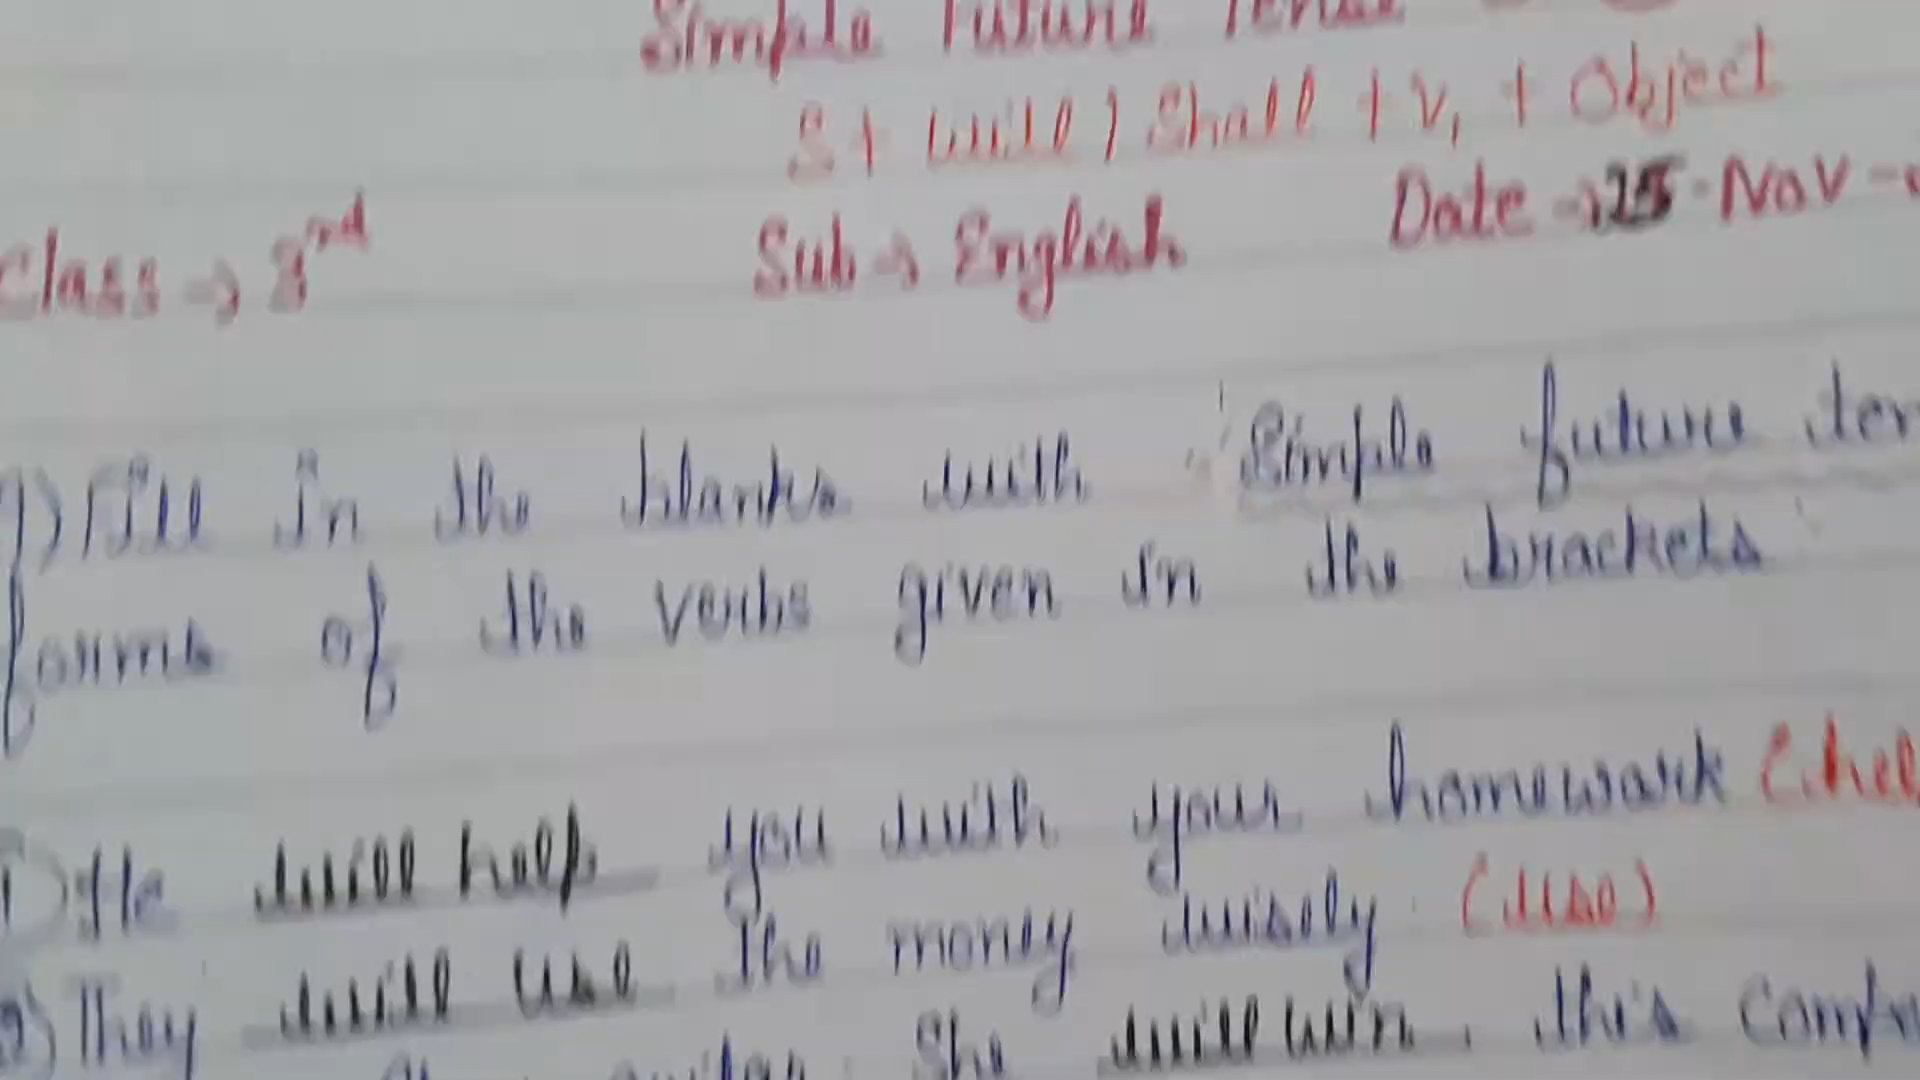 Simple Future Tense
S + will / Shall + V1 + Object
Class → 3rd Sub → English Date → 25 - Nov -
1) Fill in the blanks with 'Simple future ten
forms of the verbs given in the brackets'
1) He will help you with your homework (hel
2) They will use the money wisely. (use)
She will win this